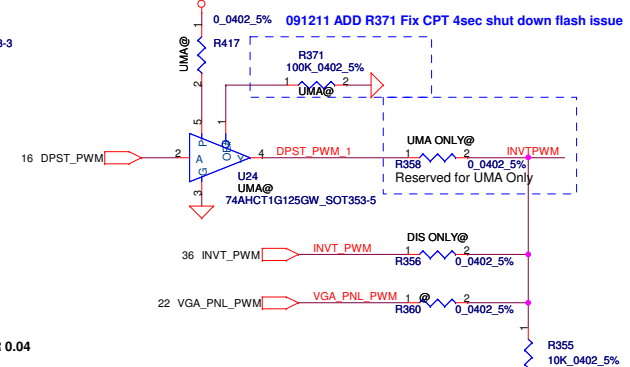 0_0402_5%
091211 ADD R371 Fix CPT 4sec shut down flash issue
3-3
UMA@
1
R417
2
R371
100K_0402_5%
1
2
UMA@
5
1
P
OE#
16 DPST_PWM
2
A
Y
4
DPST_PWM_1
G
3
U24
UMA@
74AHCT1G125GW_SOT353-5
UMA ONLY@
1
2
INVTPWM
R358
0_0402_5%
Reserved for UMA Only
DIS ONLY@
36 INVT_PWM
INVT_PWM
1
2
R356
0_0402_5%
22 VGA_PNL_PWM
VGA_PNL_PWM
1
@
2
R360
0_0402_5%
1
R355
10K_0402_5%
0.04